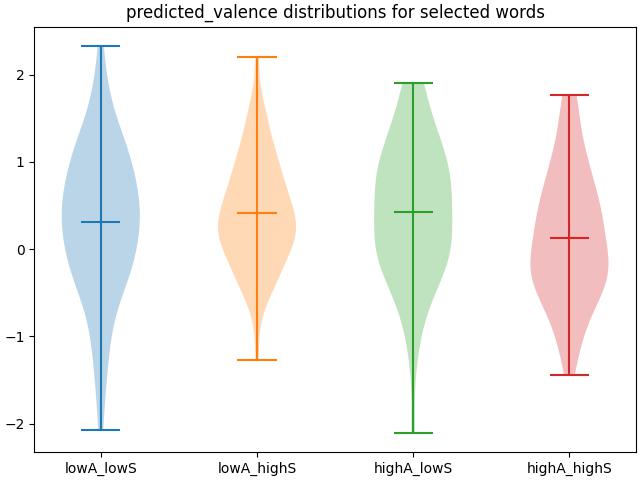 predicted_valence distributions for selected words
2
1
0
−1
−2
lowA_lowS
lowA_highS
highA_lowS
highA_highS